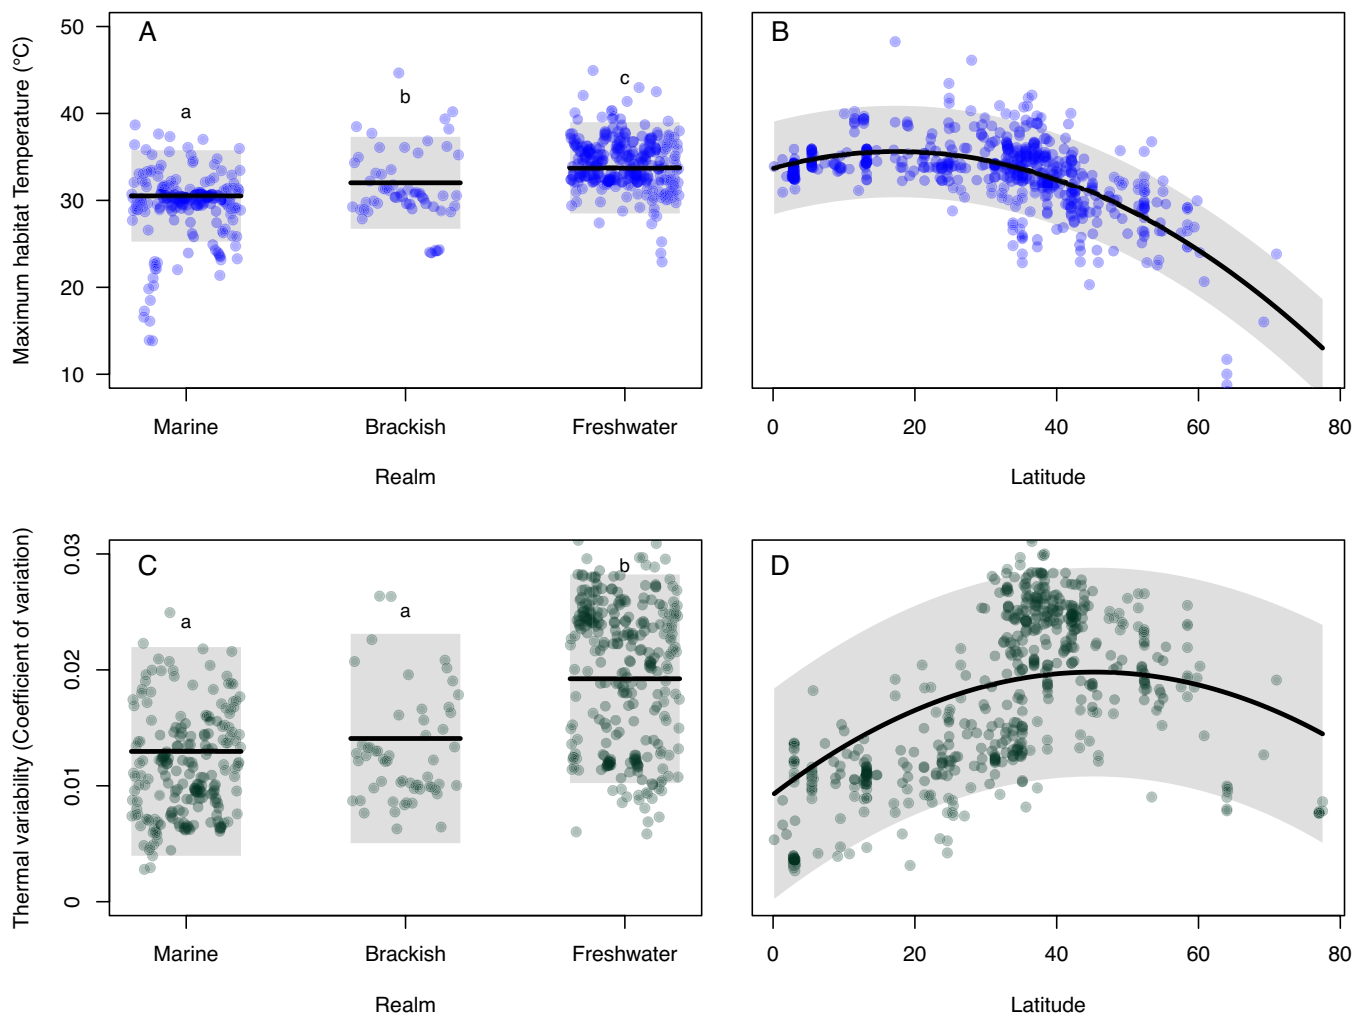 A
B
Maximum habitat Temperature (°C)
50
40
30
20
10
a
b
c
Marine
Brackish
Freshwater
Realm
0
20
40
60
80
Latitude
C
D
Thermal variability (Coefficient of variation)
0.03
0.02
0.01
0
a
a
b
Marine
Brackish
Freshwater
Realm
0
20
40
60
80
Latitude